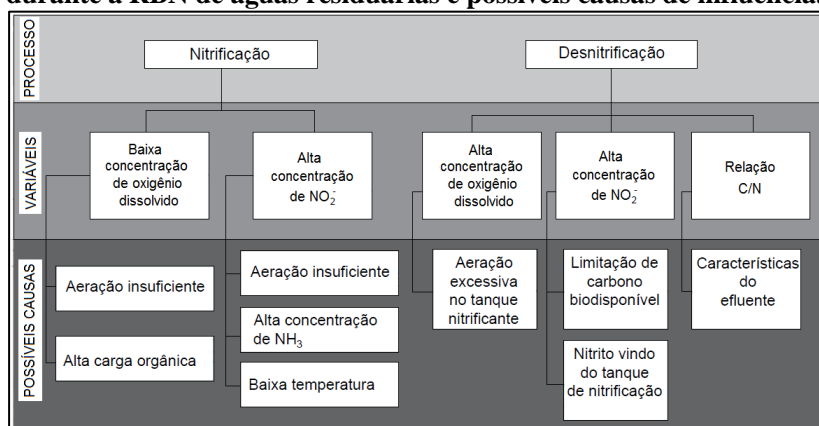 durante a RBN de águas residuárias e possíveis causas de influência.
PROCESSO
Nitrificação
Desnitrificação
VARIÁVEIS
Baixa
concentração
de oxigênio
dissolvido
Alta
concentração
de NO₂⁻
Alta
concentração
de oxigênio
dissolvido
Alta
concentração
de NO₂⁻
Relação
C/N
POSSÍVEIS CAUSAS
Aeração insuficiente
Alta carga orgânica
Aeração insuficiente
Alta concentração
de NH₃
Baixa temperatura
Aeração
excessiva
no tanque
nitrificante
Limitação de
carbono
biodisponível
Nitrito vindo
do tanque
de nitrificação
Características
do
efluente